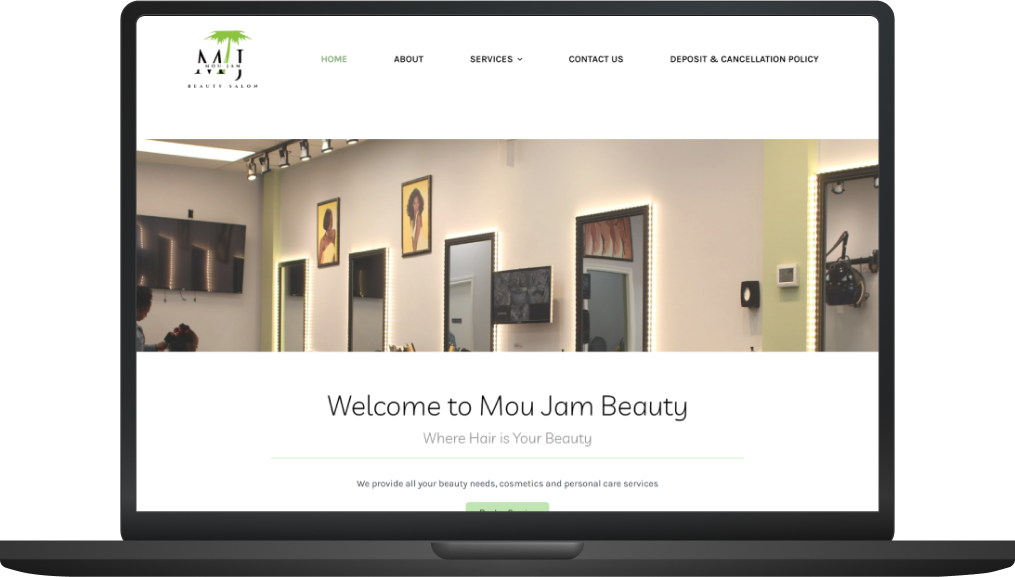 MJ
MOU JAM
BEAUTY SALON
HOME
ABOUT
SERVICES
CONTACT US
DEPOSIT & CANCELLATION POLICY
Welcome to Mou Jam Beauty
Where Hair is Your Beauty
We provide all your beauty needs, cosmetics and personal care services